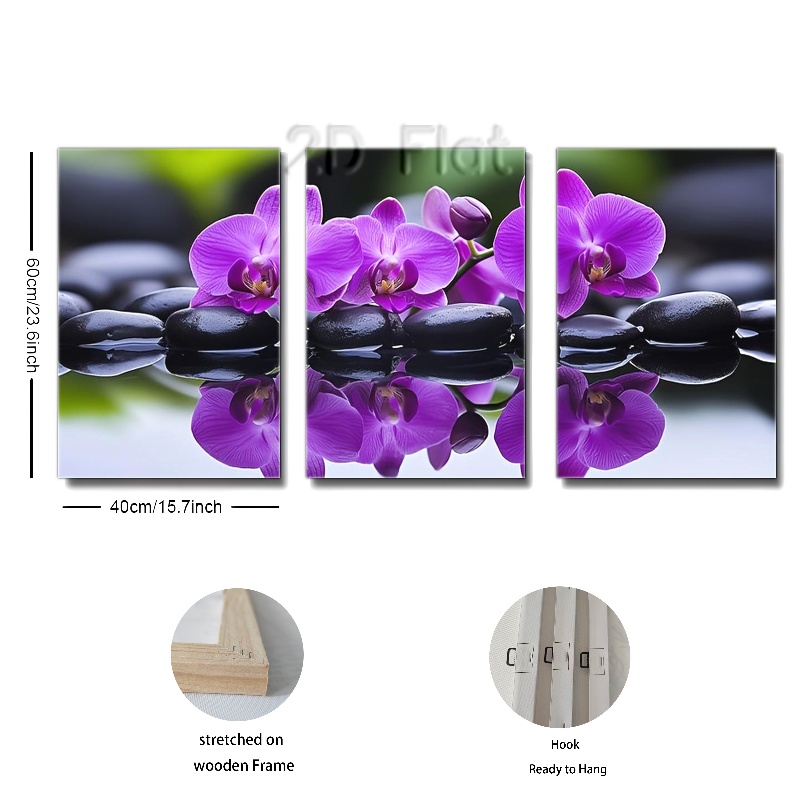 2D Flat
60cm/23.6inch
40cm/15.7inch
stretched on
wooden Frame
Hook
Ready to Hang